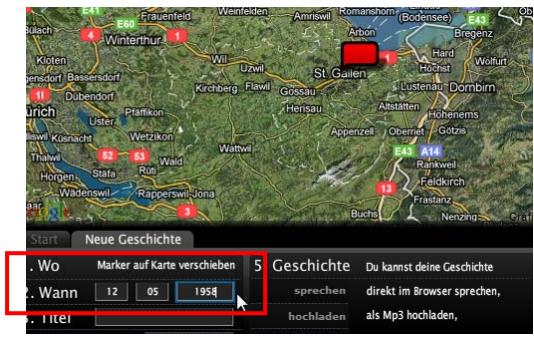 E41
Frauenfeld
Weinfelden
Amriswil
Romanshorn
(Bodensee)
E43
E60
Arbon
Bregenz
4
Winterthur
1
Kloten
Wil
Uzwil
St. Gallen
1
Hard
Höchst
Wolfurt
Bassersdorf
Kirchberg
Flawil
Gossau
Lustenau
Dornbirn
11
Dübendorf
Herisau
Altstätten
Hohenems
Uster
Pfäffikon
Appenzell
Oberriet
Götzis
Küsnacht
Wetzikon
Wattwil
E43
A14
Thalwil
52
53
Wald
Rankweil
Horgen
Stäfa
Rüti
Feldkirch
Wädenswil
Rapperswil-Jona
13
Frastanz
3
Buchs
Nenzing
Start
Neue Geschichte
. Wo
Marker auf Karte verschieben
5
Geschichte
Du kannst deine Geschichte
2. Wann
12
05
1958
sprechen
direkt im Browser sprechen,
3. Titel
hochladen
als Mp3 hochladen,